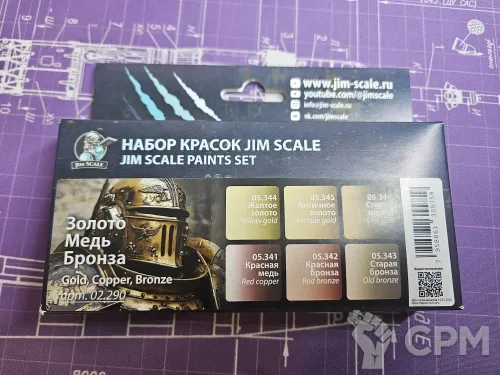 www.jim-scale.ru
youtube.com/@jimscale
info@jim-scale.ru
vk.com/jimscale
JIM SCALE
НАБОР КРАСОК JIM SCALE
JIM SCALE PAINTS SET
Золото
Медь
Бронза
Gold, Copper, Bronze
арт. 02.290
05.344
Желтое
золото
Yellow gold
05.345
Античное
золото
Antique gold
05.341
Красная
медь
Red copper
05.342
Красная
бронза
Red bronze
05.343
Старая
бронза
Old bronze
CPM